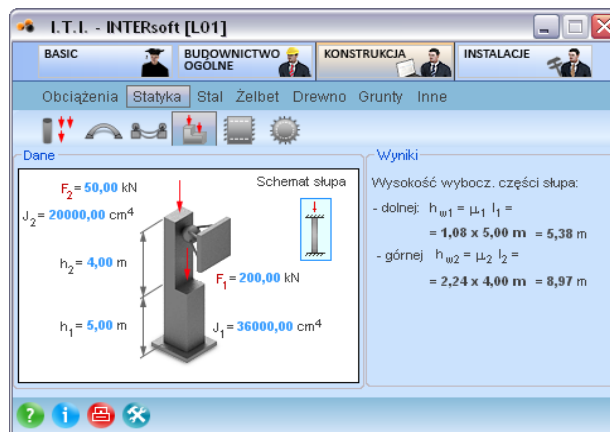 I.T.I. - INTERsoft [L01]
BASIC
BUDOWNICTWO OGÓLNE
KONSTRUKCJA
INSTALACJE
Obciążenia Statyka Stal Żelbet Drewno Grunty Inne
Dane
F₂ = 50,00 kN
Schemat słupa
J₂ = 20000,00 cm⁴
h₂ = 4,00 m
F₁ = 200,00 kN
h₁ = 5,00 m
J₁ = 36000,00 cm⁴
Wyniki
Wysokość wybocz. części słupa:
- dolnej: h w1 = μ₁ l₁ =
= 1,08 x 5,00 m = 5,38 m
- górnej h w2 = μ₂ l₂ =
= 2,24 x 4,00 m = 8,97 m